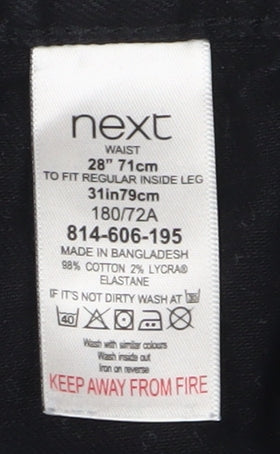 next
WAIST
28" 71cm
TO FIT REGULAR INSIDE LEG
31in79cm
180/72A
814-606-195
MADE IN BANGLADESH
98% COTTON 2% LYCRA®
ELASTANE
IF IT'S NOT DIRTY WASH AT 30
40
Wash with similar colours
Wash inside out
Iron on reverse
KEEP AWAY FROM FIRE